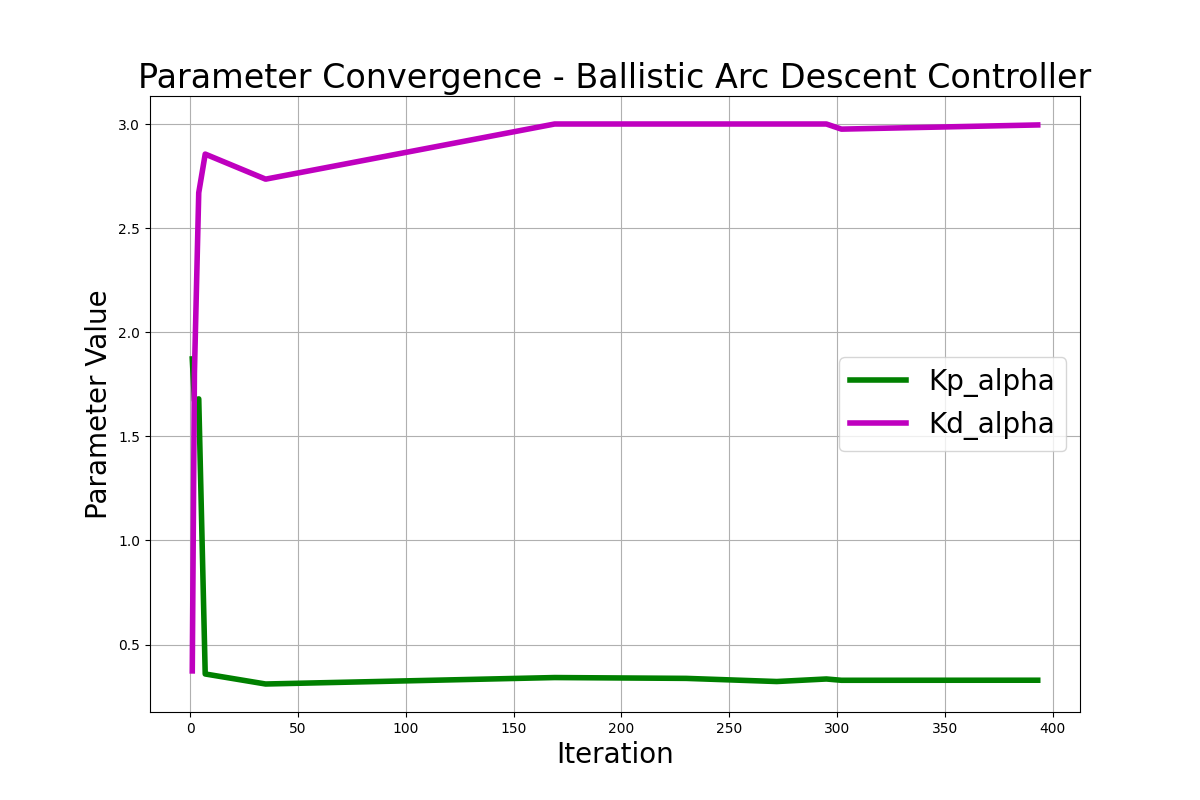 Parameter Convergence - Ballistic Arc Descent Controller
Parameter Value
3.0
2.5
2.0
1.5
1.0
0.5
Kp_alpha
Kd_alpha
0 50 100 150 200 250 300 350 400
Iteration